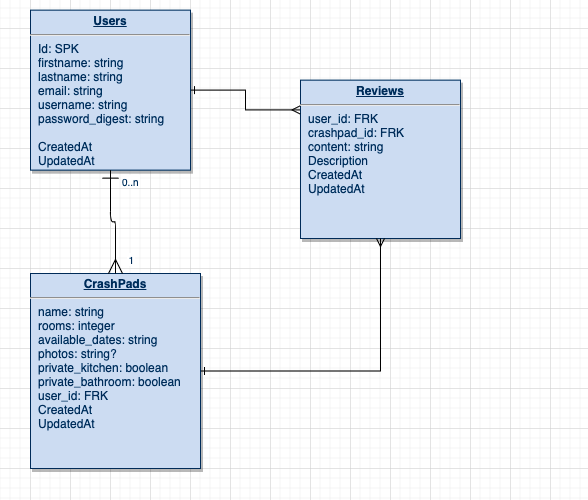 Users
Id: SPK
firstname: string
lastname: string
email: string
username: string
password_digest: string
CreatedAt
UpdatedAt
0..n
Reviews
user_id: FRK
crashpad_id: FRK
content: string
Description
CreatedAt
UpdatedAt
1
CrashPads
name: string
rooms: integer
available_dates: string
photos: string?
private_kitchen: boolean
private_bathroom: boolean
user_id: FRK
CreatedAt
UpdatedAt